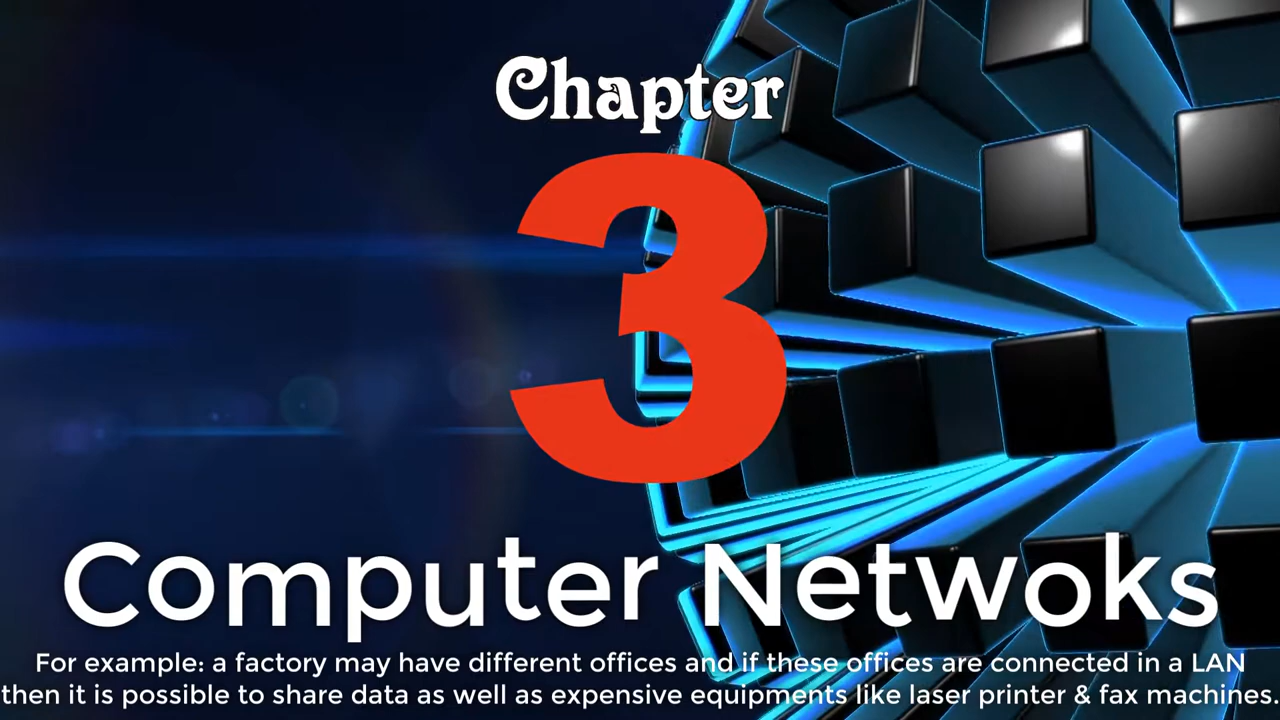 Chapter
3
Computer Netwoks
For example: a factory may have different offices and if these offices are connected in a LAN
then it is possible to share data as well as expensive equipments like laser printer & fax machines.